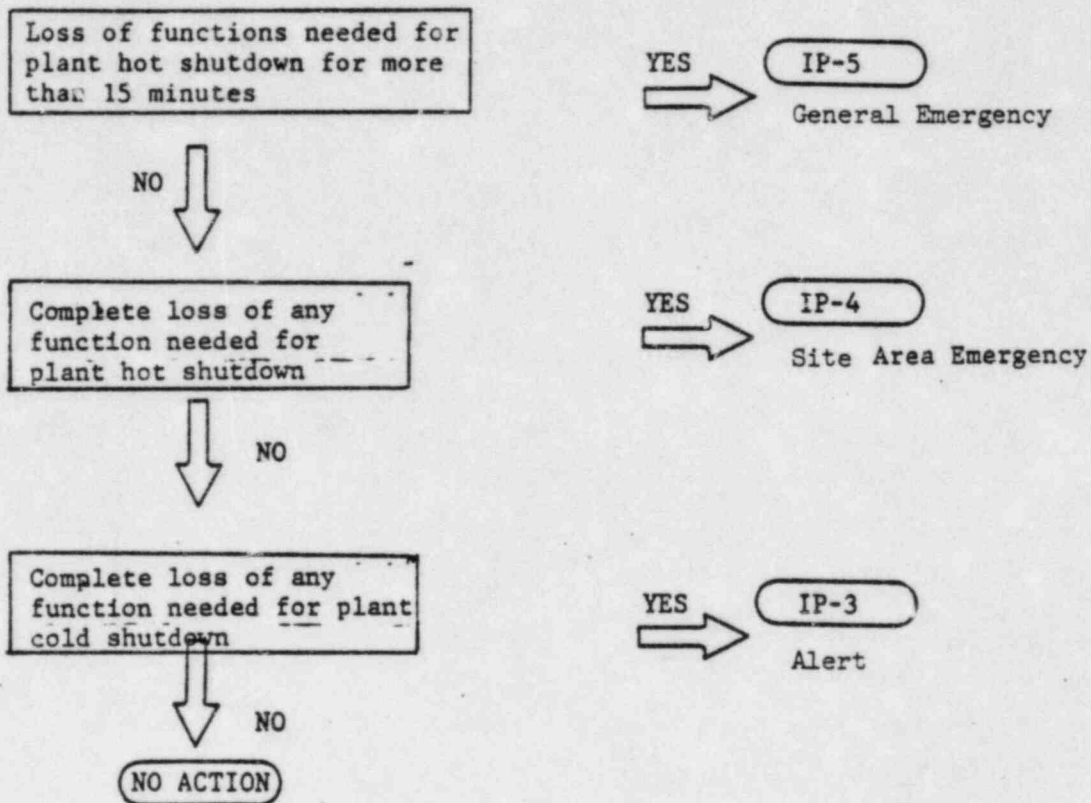 Loss of functions needed for
plant hot shutdown for more
than 15 minutes
YES
IP-5
General Emergency
NO
Complete loss of any
function needed for
plant hot shutdown
YES
IP-4
Site Area Emergency
NO
Complete loss of any
function needed for plant
cold shutdown
YES
IP-3
Alert
NO
NO ACTION